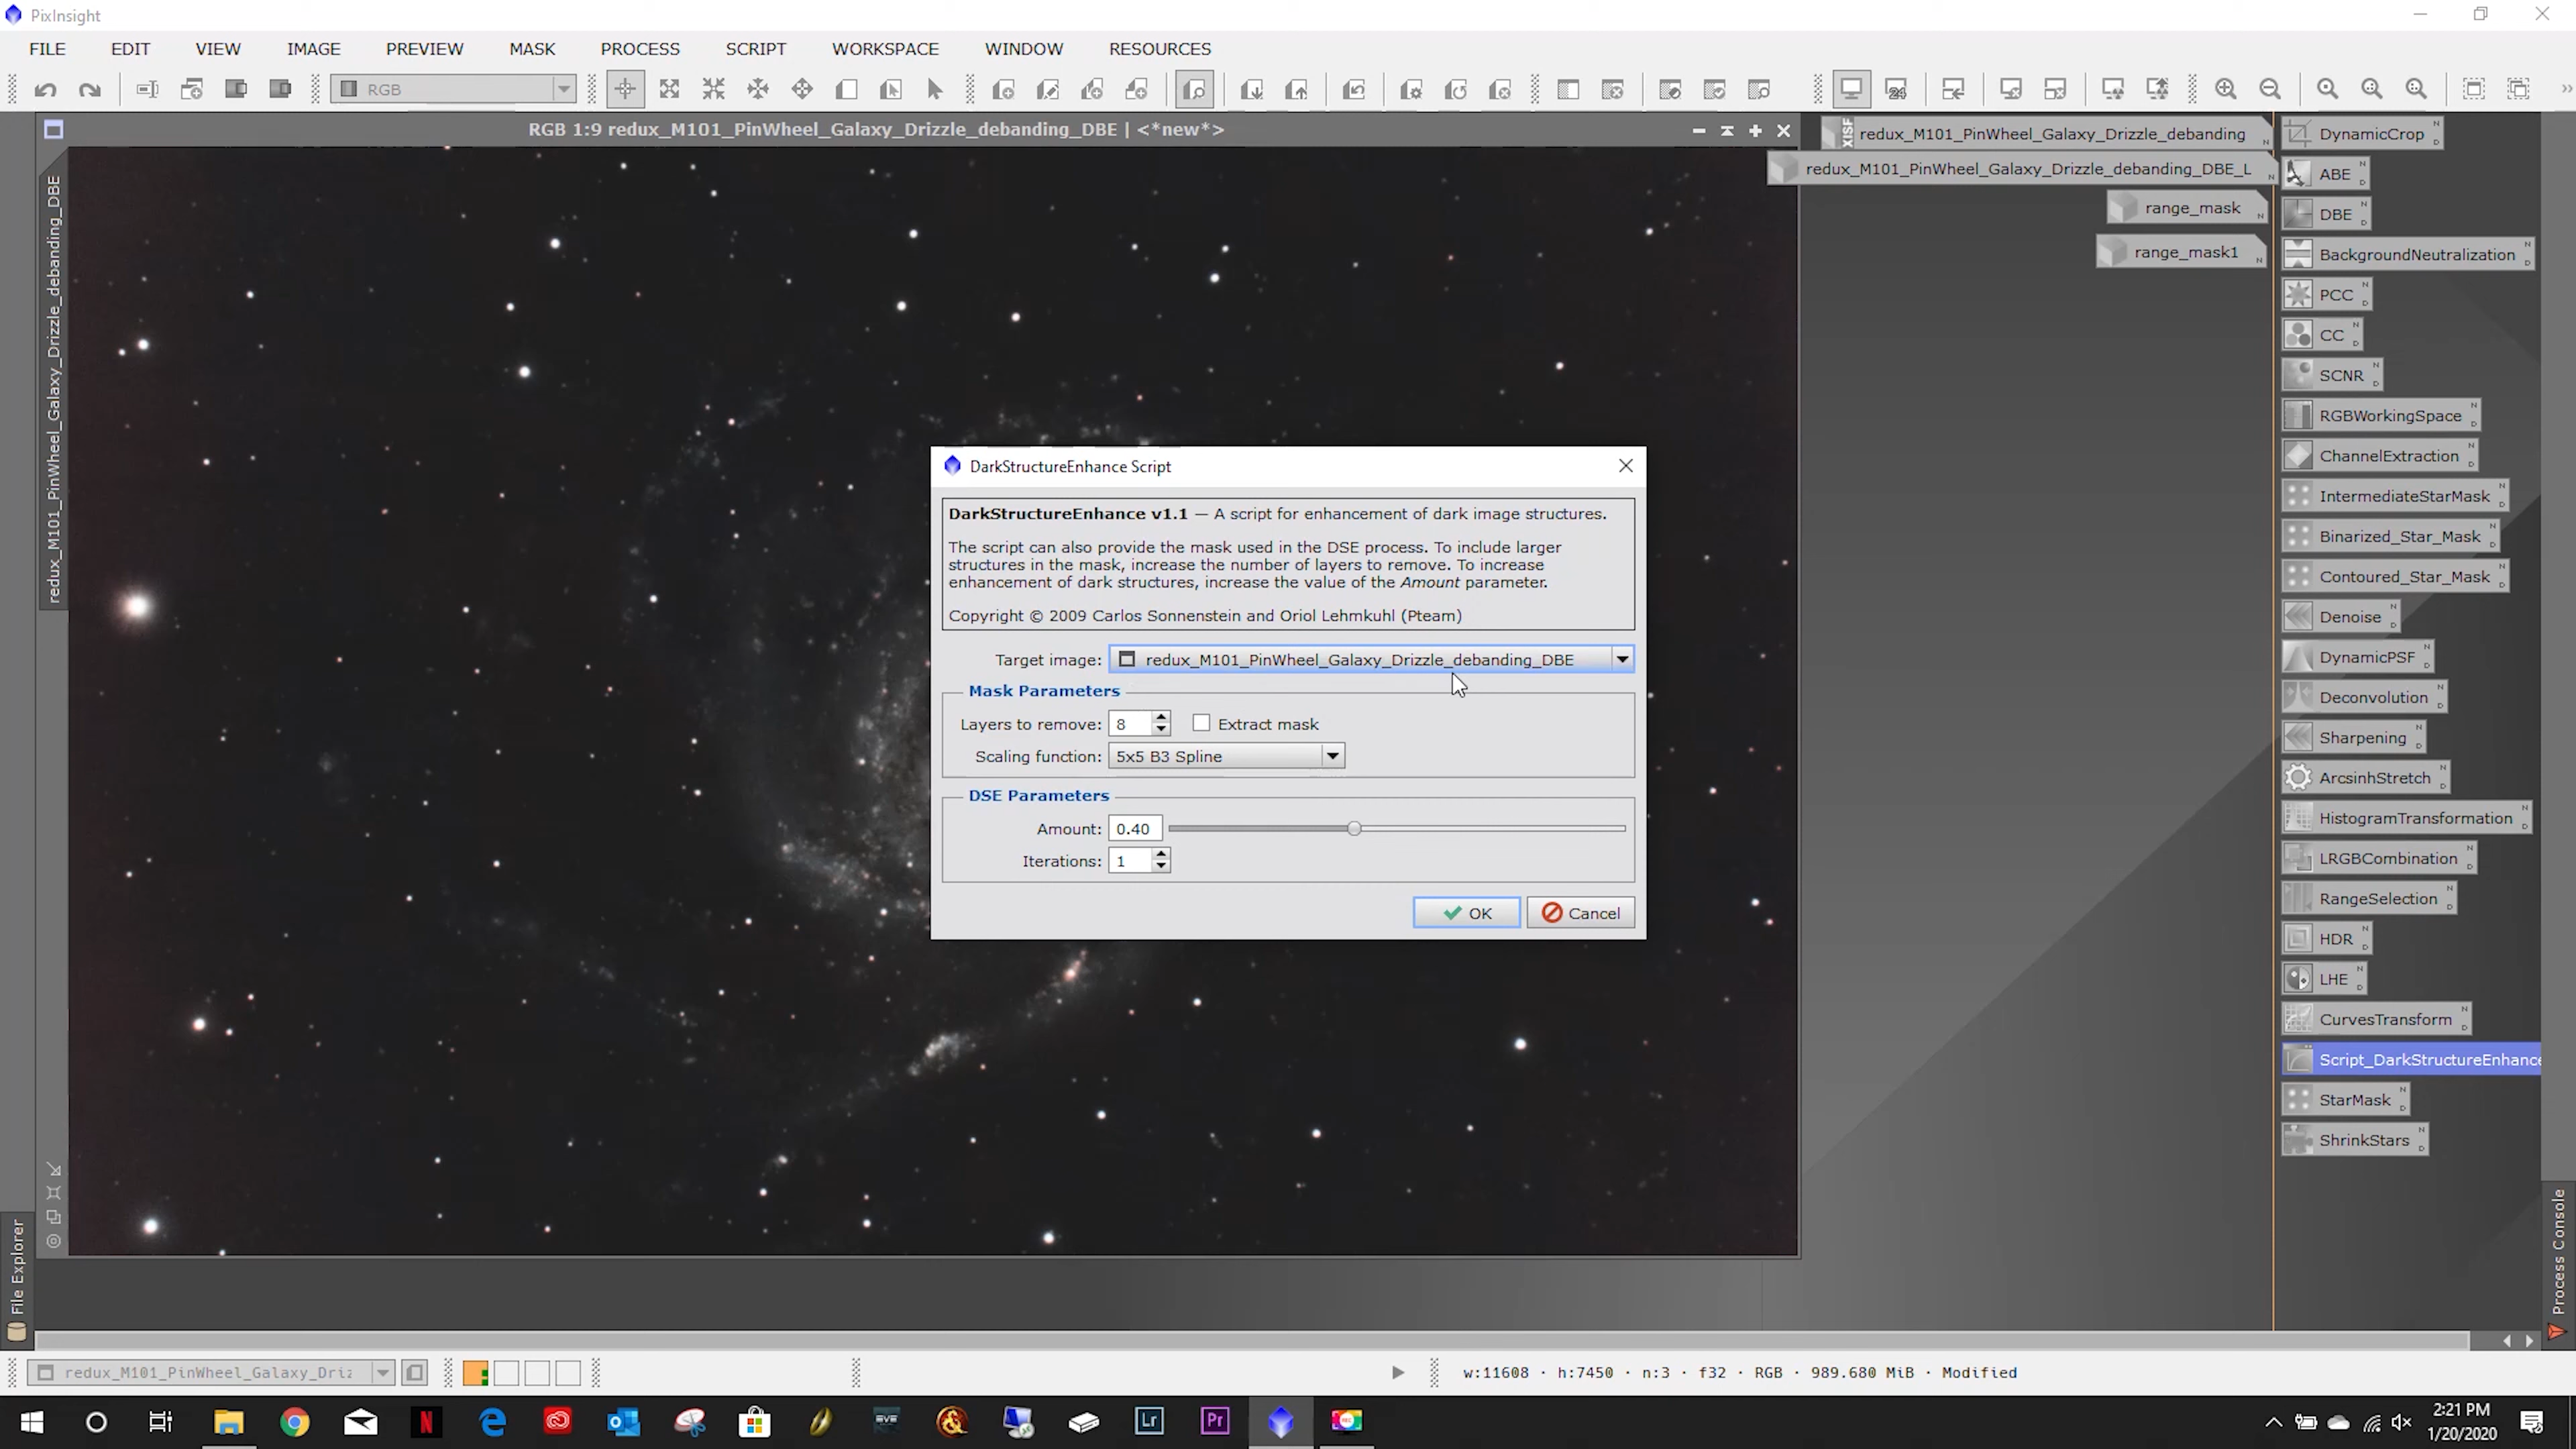 PixInsight
FILE EDIT VIEW IMAGE PREVIEW MASK PROCESS SCRIPT WORKSPACE WINDOW RESOURCES
RGB
24
RGB 1:9 redux_M101_PinWheel_Galaxy_Drizzle_debanding_DBE | <*new*>
redux_M101_PinWheel_Galaxy_Drizzle_debanding_DBE
XISF
redux_M101_PinWheel_Galaxy_Drizzle_debanding
redux_M101_PinWheel_Galaxy_Drizzle_debanding_DBE_L
range_mask
range_mask1
DynamicCrop
ABE
DBE
BackgroundNeutralization
PCC
CC
SCNR
RGBWorkingSpace
ChannelExtraction
IntermediateStarMask
Binarized_Star_Mask
Contoured_Star_Mask
Denoise
DynamicPSF
Deconvolution
Sharpening
ArcsinhStretch
HistogramTransformation
LRGBCombination
RangeSelection
HDR
LHE
CurvesTransform
Script_DarkStructureEnhance
StarMask
ShrinkStars
DarkStructureEnhance Script
DarkStructureEnhance v1.1 — A script for enhancement of dark image structures.
The script can also provide the mask used in the DSE process. To include larger
structures in the mask, increase the number of layers to remove. To increase
enhancement of dark structures, increase the value of the Amount parameter.
Copyright © 2009 Carlos Sonnenstein and Oriol Lehmkuhl (Pteam)
Target image: redux_M101_PinWheel_Galaxy_Drizzle_debanding_DBE
Mask Parameters
Layers to remove: 8 Extract mask
Scaling function: 5x5 B3 Spline
DSE Parameters
Amount: 0.40
Iterations: 1
OK Cancel
File Explorer
Process Console
redux_M101_PinWheel_Galaxy_Driz
w:11608 · h:7450 · n:3 · f32 · RGB · 989.680 MiB · Modified
N
EVE
Lr
Pr
2:21 PM
1/20/2020